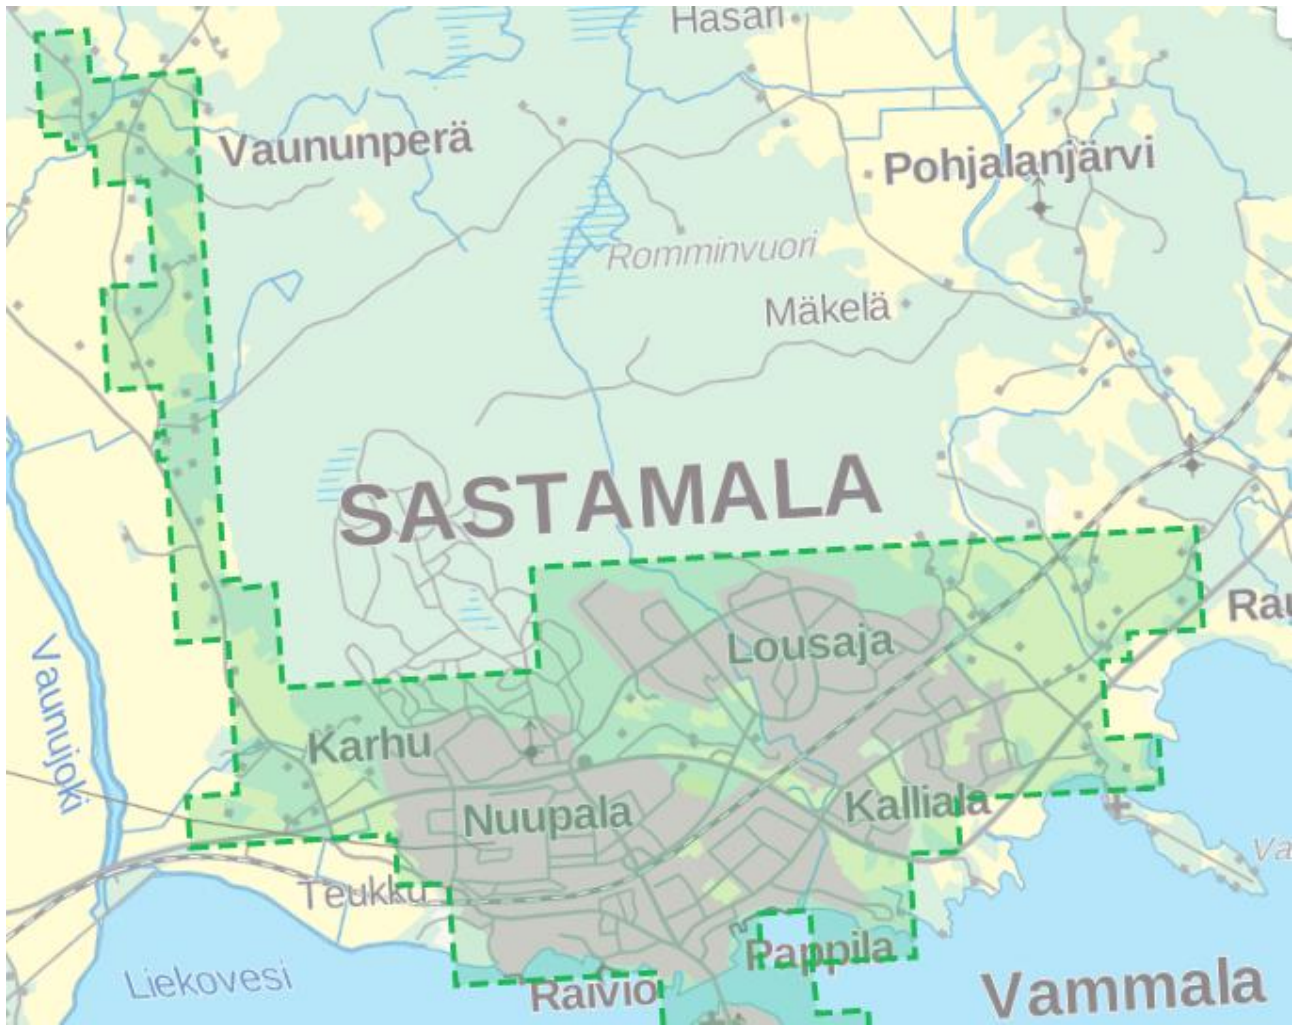 Hasari
Vaununperä
Pohjalanjärvi
Romminvuori
Mäkelä
SASTAMALA
Lousaja
Vaunujoki
Karhu
Nuupala
Kalliala
Teukku
Pappila
Liekovesi
Raivio
Vammala